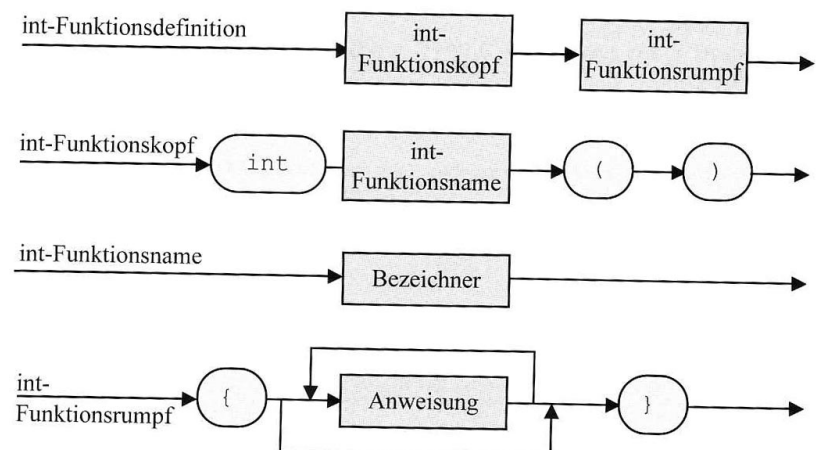 int-Funktionsdefinition
int-
Funktionskopf
int-
Funktionsrumpf
int-Funktionskopf
int
int-
Funktionsname
(
)
int-Funktionsname
Bezeichner
int-
Funktionsrumpf
{
Anweisung
}